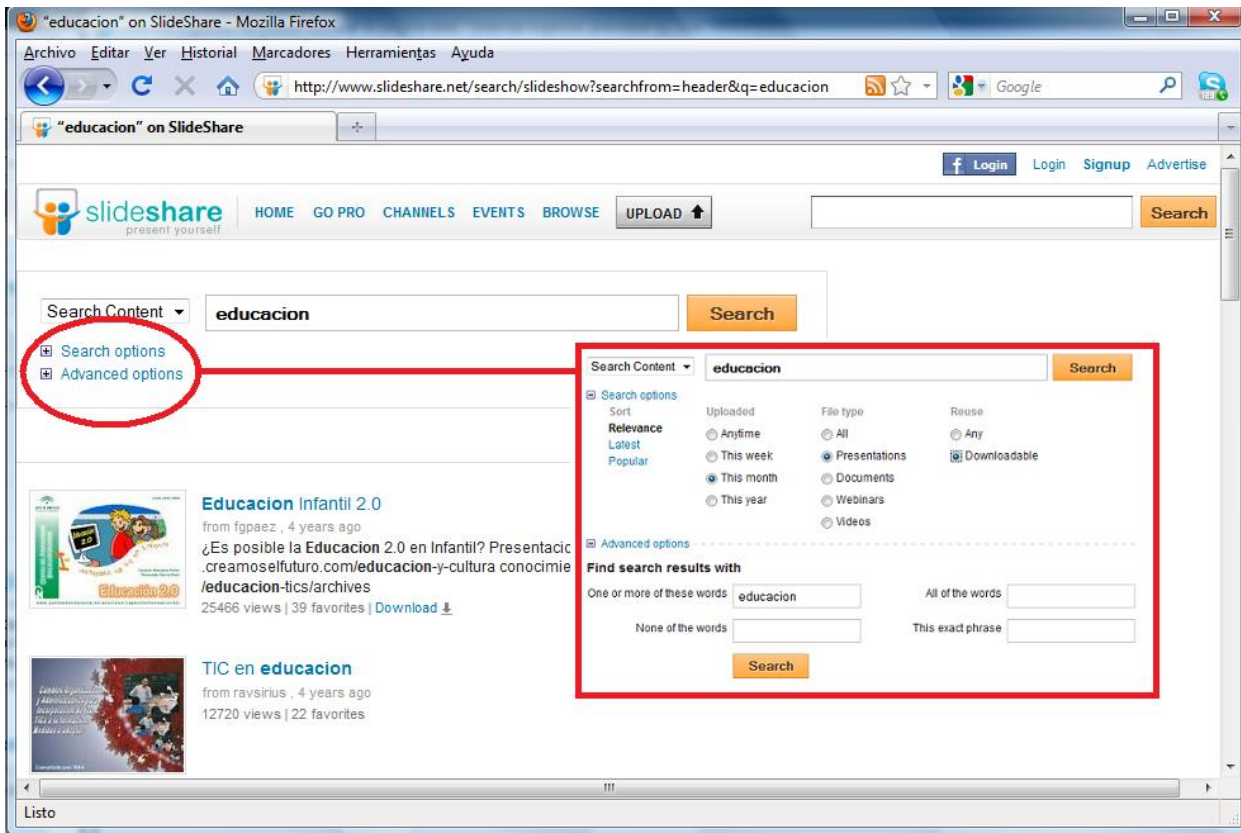 "educacion" on SlideShare - Mozilla Firefox
Archivo Editar Ver Historial Marcadores Herramientas Ayuda
http://www.slideshare.net/search/slideshow?searchfrom=header&q=educacion
Google
"educacion" on SlideShare
f Login Login Signup Advertise
slideshare
present yourself
HOME GO PRO CHANNELS EVENTS BROWSE UPLOAD Search
Search Content educacion Search
Search options
Advanced options
Search Content educacion Search
Search options
Sort Uploaded File type Reuse
Relevance Anytime All Any
Latest This week Presentations Downloadable
Popular This month Documents
This year Webinars
Videos
Advanced options
Find search results with
One or more of these words educacion All of the words
None of the words This exact phrase
Search
Educacion Infantil 2.0
from fgpaez , 4 years ago
¿Es posible la Educacion 2.0 en Infantil? Presentacio
.creamoselfuturo.com/educacion-y-cultura conocimie
/educacion-tics/archives
25466 views | 39 favorites | Download
Educación 2.0
TIC en educacion
from ravsirius , 4 years ago
12720 views | 22 favorites
Listo